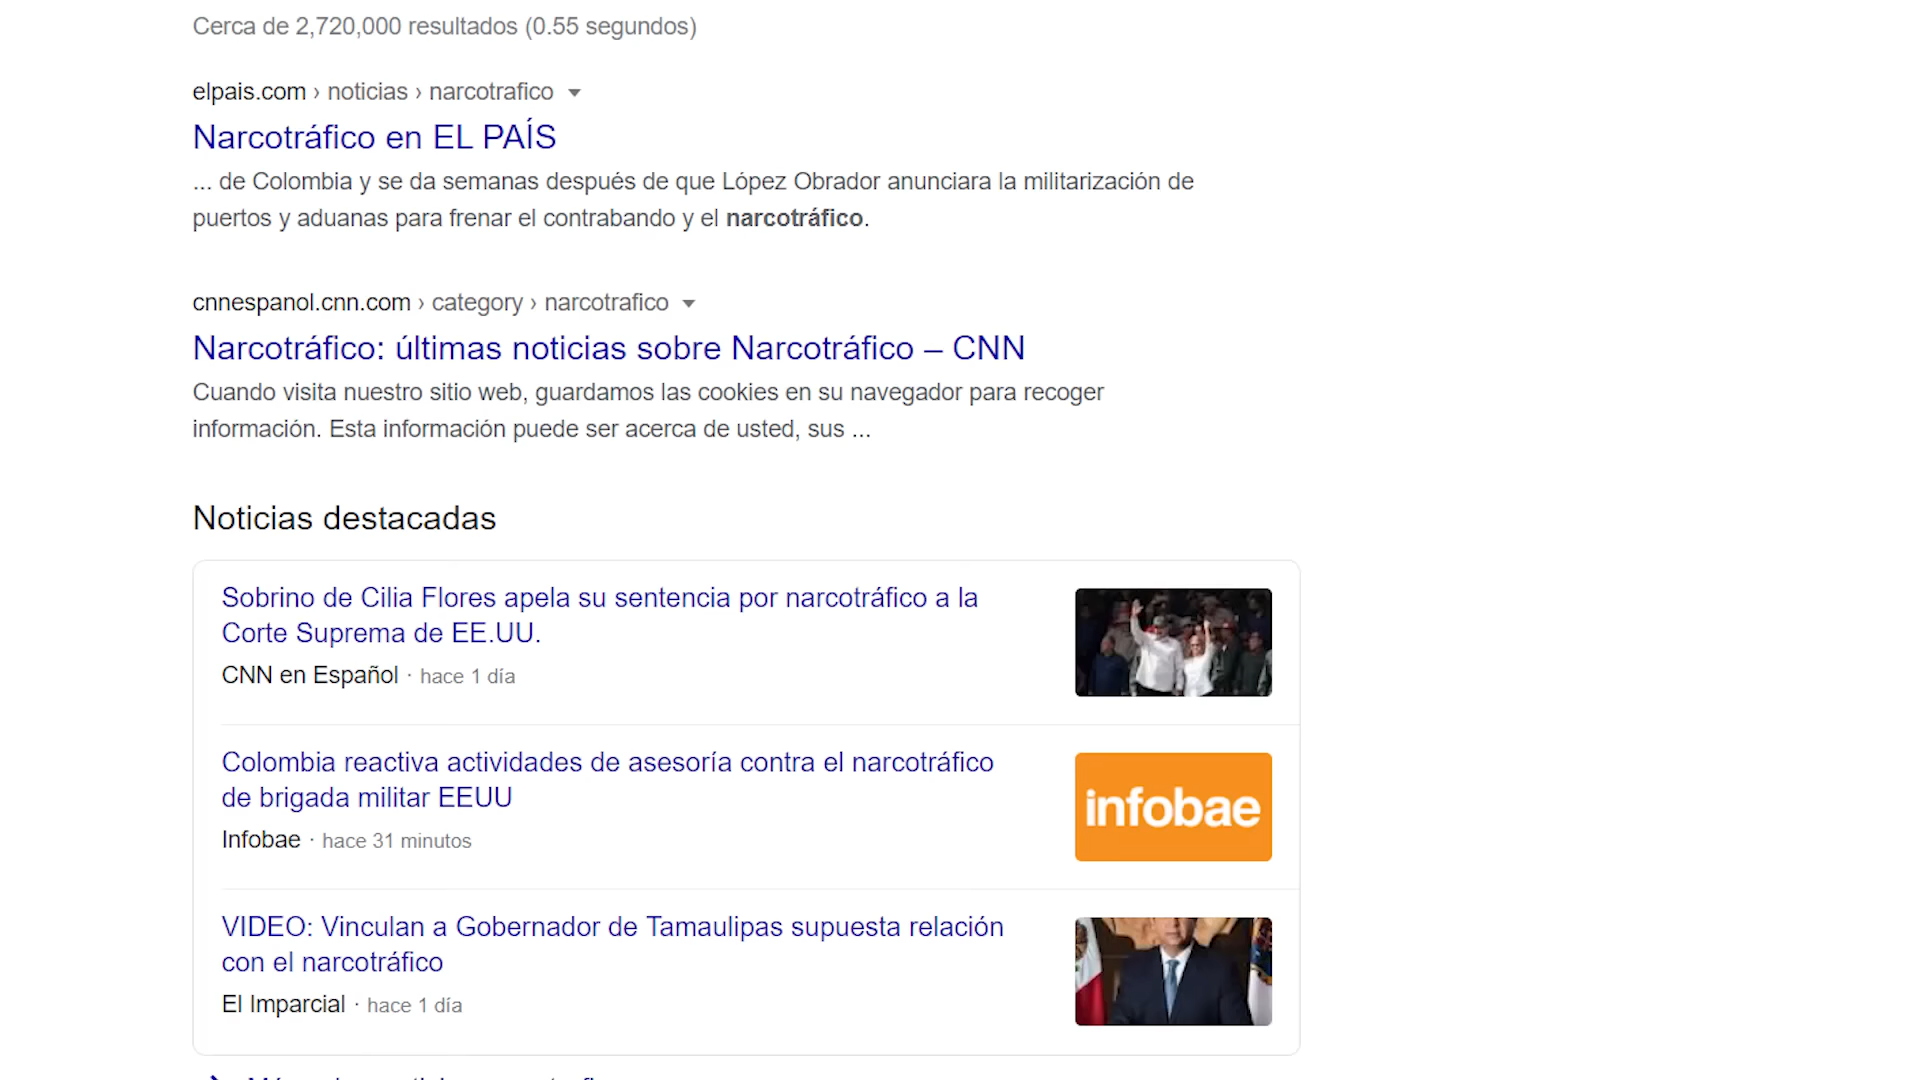 Cerca de 2,720,000 resultados (0.55 segundos)
elpais.com › noticias › narcotrafico
Narcotráfico en EL PAÍS
... de Colombia y se da semanas después de que López Obrador anunciara la militarización de
puertos y aduanas para frenar el contrabando y el narcotráfico.
cnnespanol.cnn.com › category › narcotrafico
Narcotráfico: últimas noticias sobre Narcotráfico – CNN
Cuando visita nuestro sitio web, guardamos las cookies en su navegador para recoger
información. Esta información puede ser acerca de usted, sus ...
Noticias destacadas
Sobrino de Cilia Flores apela su sentencia por narcotráfico a la
Corte Suprema de EE.UU.
CNN en Español · hace 1 día
Colombia reactiva actividades de asesoría contra el narcotráfico
de brigada militar EEUU
Infobae · hace 31 minutos
infobae
VIDEO: Vinculan a Gobernador de Tamaulipas supuesta relación
con el narcotráfico
El Imparcial · hace 1 día